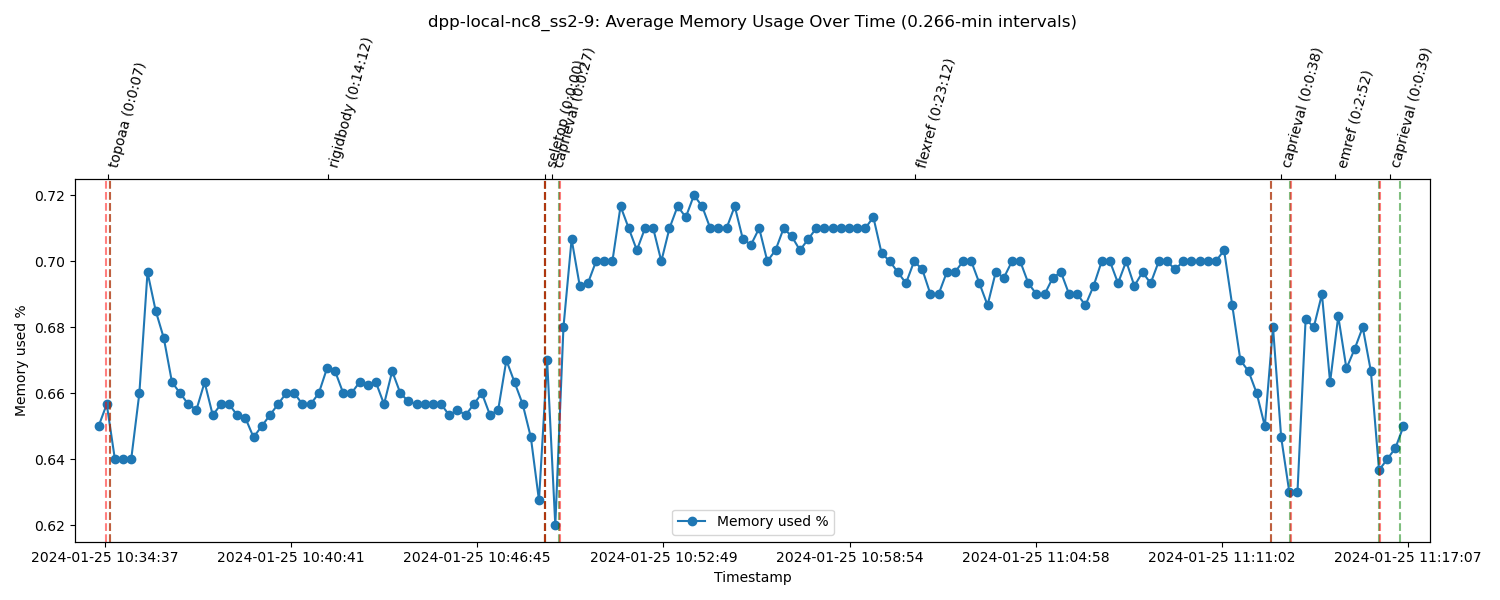 dpp-local-nc8_ss2-9: Average Memory Usage Over Time (0.266-min intervals)
topoaa (0:0:07)
rigidbody (0:14:12)
seletop (0:0:00)
caprieval (0:0:27)
flexref (0:23:12)
caprieval (0:0:38)
emref (0:2:52)
caprieval (0:0:39)
0.72
0.70
0.68
0.66
0.64
0.62
Memory used %
Memory used %
2024-01-25 10:34:37 2024-01-25 10:40:41 2024-01-25 10:46:45 2024-01-25 10:52:49 2024-01-25 10:58:54 2024-01-25 11:04:58 2024-01-25 11:11:02 2024-01-25 11:17:07
Timestamp